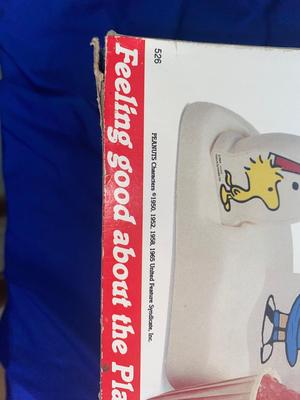 526
Feeling good about the Pla
PEANUTS Characters ©1950, 1952, 1958, 1965 United Feature Syndicate, Inc.